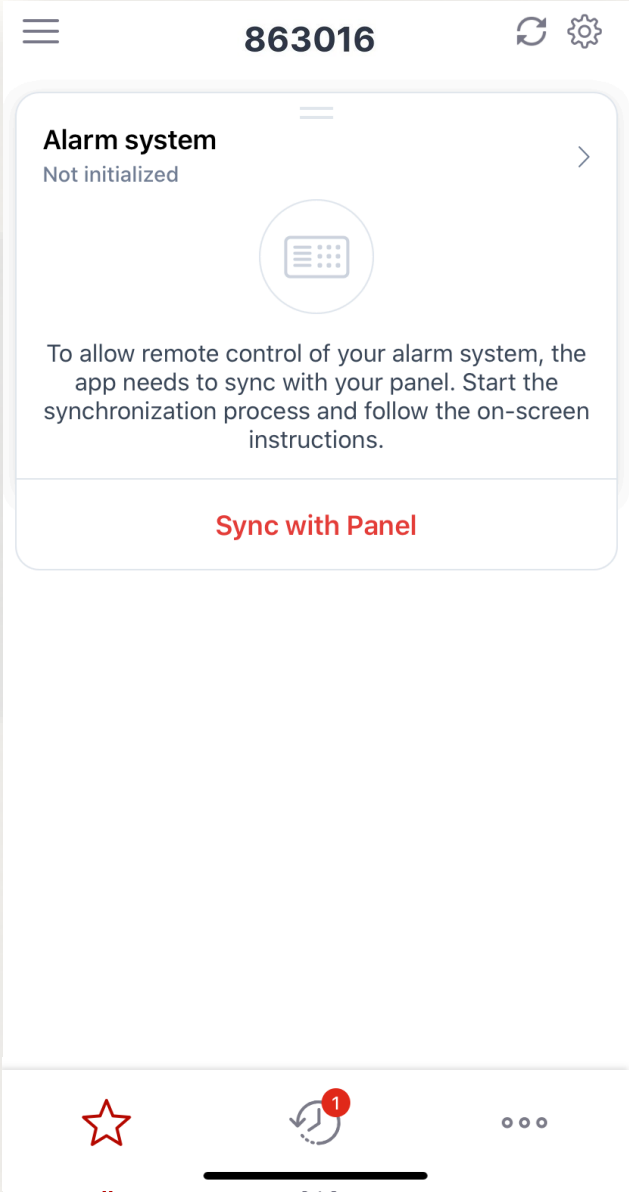 863016
Alarm system
Not initialized
To allow remote control of your alarm system, the
app needs to sync with your panel. Start the
synchronization process and follow the on-screen
instructions.
Sync with Panel
1